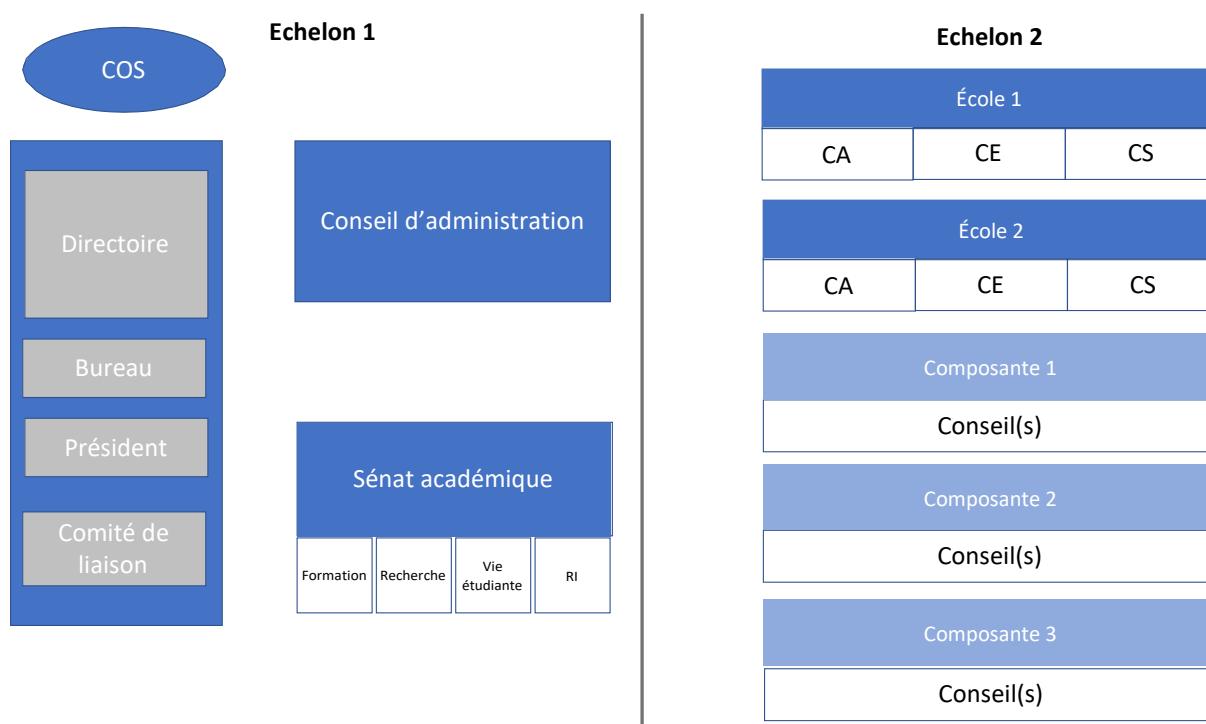 Echelon 1
COS
Directoire
Bureau
Président
Comité de
liaison
Conseil d’administration
Sénat académique
Formation
Recherche
Vie
étudiante
RI
Echelon 2
École 1
CA
CE
CS
École 2
CA
CE
CS
Composante 1
Conseil(s)
Composante 2
Conseil(s)
Composante 3
Conseil(s)